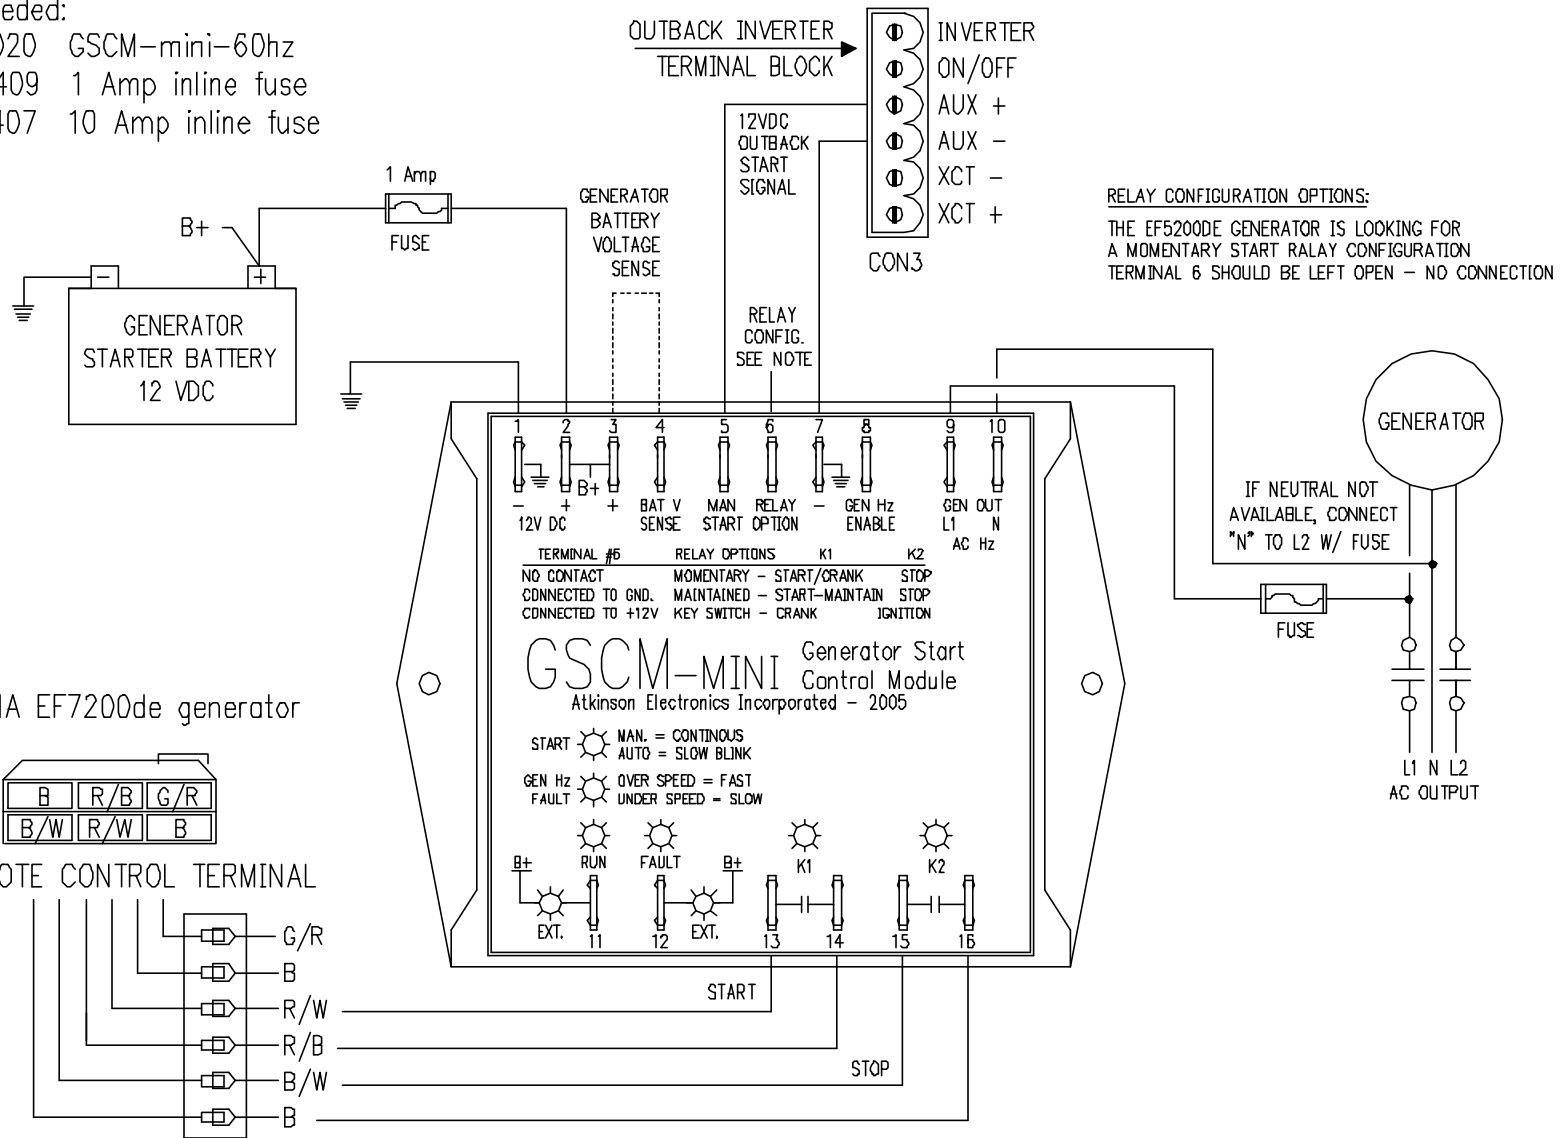 eded:
020 GSCM-mini-60hz
409 1 Amp inline fuse
407 10 Amp inline fuse
OUTBACK INVERTER
TERMINAL BLOCK
INVERTER
ON/OFF
AUX +
AUX -
XCT -
XCT +
CON3
12VDC
OUTBACK
START
SIGNAL
1 Amp
FUSE
B+
-
+
GENERATOR
STARTER BATTERY
12 VDC
GENERATOR
BATTERY
VOLTAGE
SENSE
RELAY
CONFIG.
SEE NOTE
RELAY CONFIGURATION OPTIONS:
THE EF5200DE GENERATOR IS LOOKING FOR
A MOMENTARY START RALAY CONFIGURATION
TERMINAL 6 SHOULD BE LEFT OPEN - NO CONNECTION
GENERATOR
IF NEUTRAL NOT
AVAILABLE, CONNECT
"N" TO L2 W/ FUSE
FUSE
L1 N L2
AC OUTPUT
1 2 3 4 5 6 7 8 9 10
B+
- + + BAT V MAN RELAY - GEN Hz GEN OUT
12V DC SENSE START OPTION ENABLE L1 N
AC Hz
TERMINAL #6 RELAY OPTIONS K1 K2
NO CONTACT MOMENTARY - START/CRANK STOP
CONNECTED TO GND. MAINTAINED - START-MAINTAIN STOP
CONNECTED TO +12V KEY SWITCH - CRANK IGNITION
GSCM-MINI Generator Start
Control Module
Atkinson Electronics Incorporated - 2005
START MAN. = CONTINOUS
AUTO = SLOW BLINK
GEN Hz OVER SPEED = FAST
FAULT UNDER SPEED = SLOW
B+ RUN FAULT B+ K1 K2
EXT. 11 12 EXT. 13 14 15 16
HA EF7200de generator
B R/B G/R
B/W R/W B
OTE CONTROL TERMINAL
G/R
B
R/W
R/B
B/W
B
START
STOP